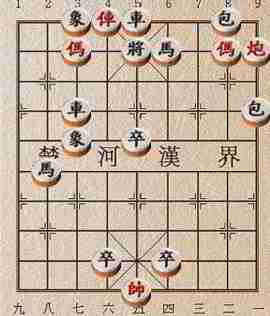 1 2 3 4 5 6 7 8 9
象 俥 車 包
傌 將 馬 傌 炮
車 包
象 卒
楚 河 漢 界
馬
卒 卒
帥
九 八 七 六 五 四 三 二 一